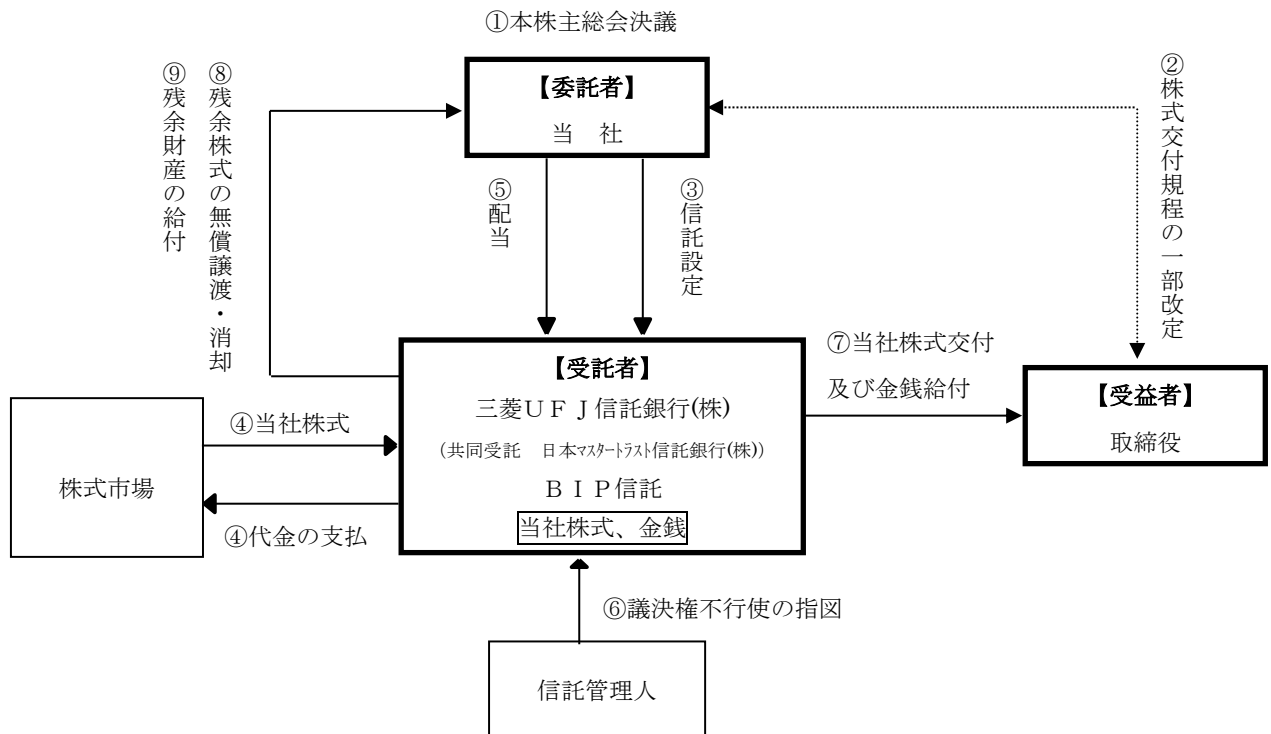 ①本株主総会決議
【委託者】
当　社
⑨残余財産の給付
⑧残余株式の無償譲渡・消却
②株式交付規程の一部改定
⑤配当
③信託設定
【受託者】
三菱ＵＦＪ信託銀行(株)
(共同受託　日本ﾏｽﾀｰﾄﾗｽﾄ信託銀行(株))
ＢＩＰ信託
当社株式、金銭
⑦当社株式交付
及び金銭給付
【受益者】
取締役
④当社株式
株式市場
④代金の支払
⑥議決権不行使の指図
信託管理人